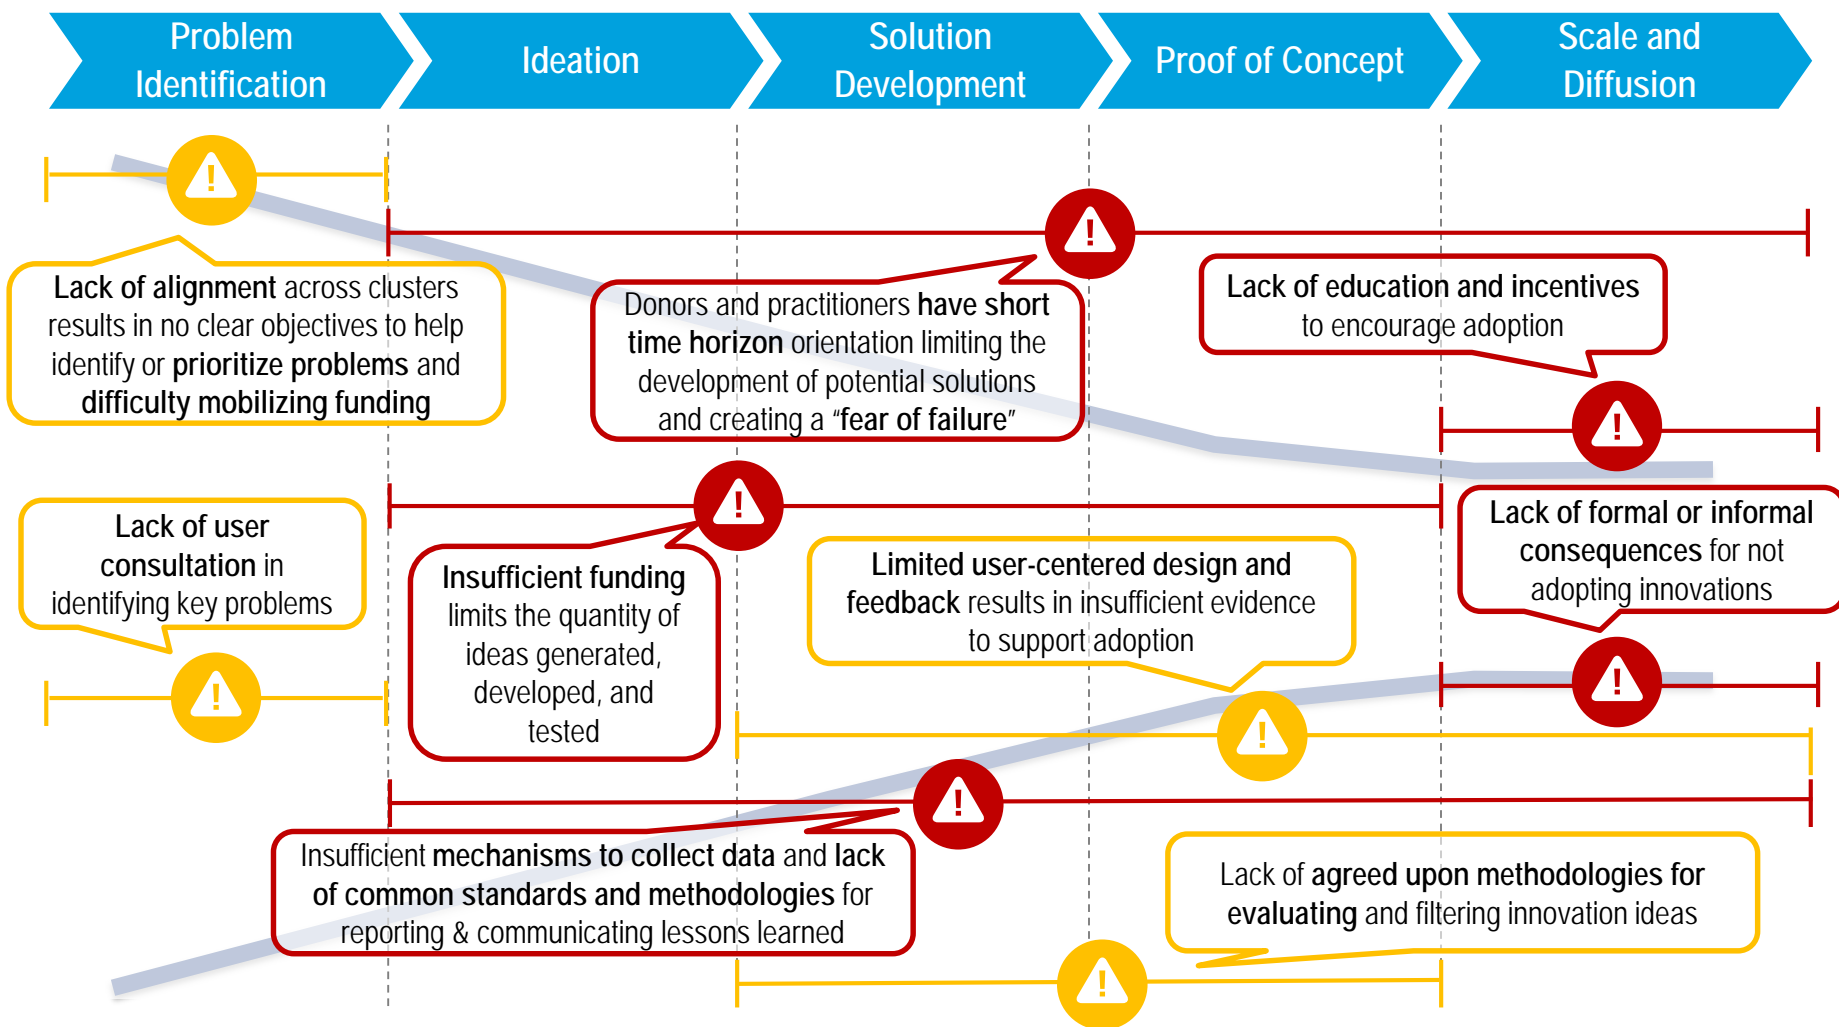 Problem
Identification
Ideation
Solution
Development
Proof of Concept
Scale and
Diffusion
Lack of alignment across clusters
results in no clear objectives to help
identify or prioritize problems and
difficulty mobilizing funding
Donors and practitioners have short
time horizon orientation limiting the
development of potential solutions
and creating a “fear of failure”
Lack of education and incentives
to encourage adoption
Lack of user
consultation in
identifying key problems
Insufficient funding
limits the quantity of
ideas generated,
developed, and
tested
Limited user-centered design and
feedback results in insufficient evidence
to support adoption
Lack of formal or informal
consequences for not
adopting innovations
Insufficient mechanisms to collect data and lack
of common standards and methodologies for
reporting & communicating lessons learned
Lack of agreed upon methodologies for
evaluating and filtering innovation ideas